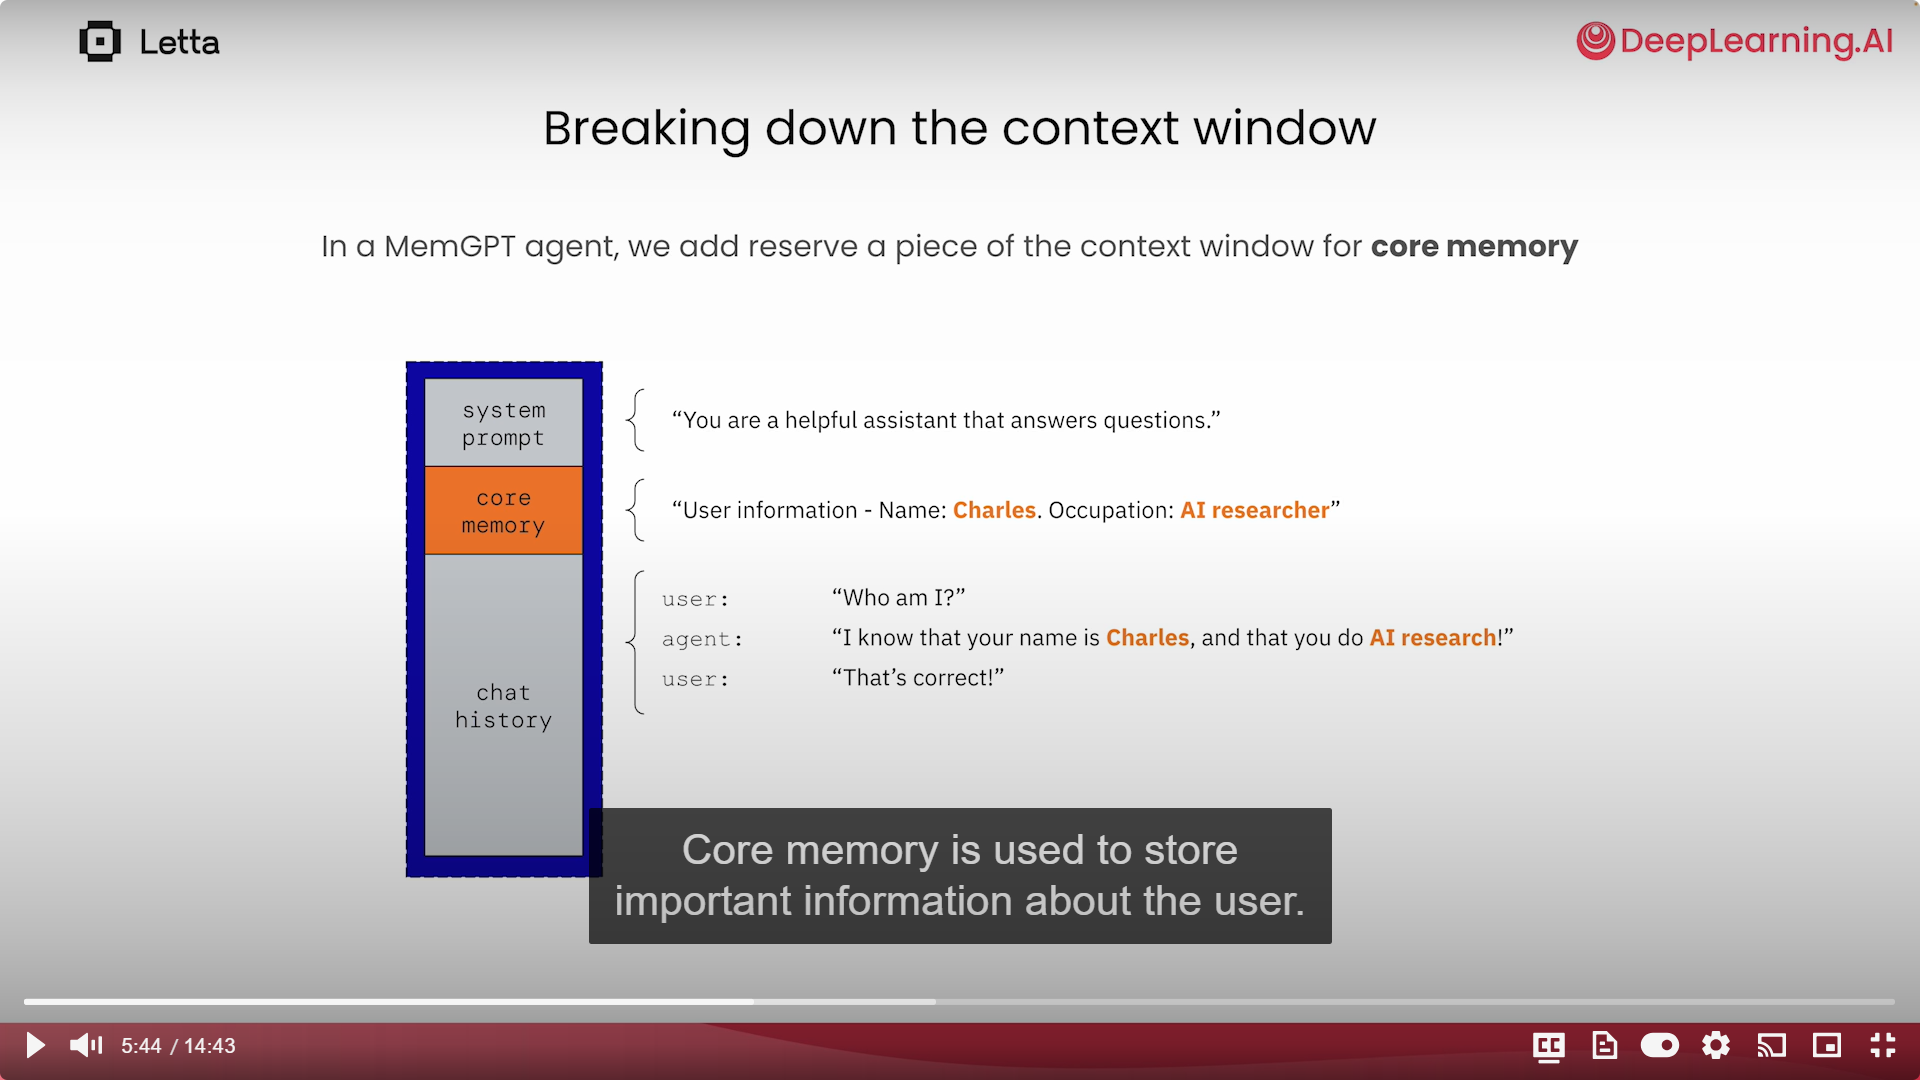 Letta
DeepLearning.AI
Breaking down the context window
In a MemGPT agent, we add reserve a piece of the context window for core memory
system
prompt
“You are a helpful assistant that answers questions.”
core
memory
“User information - Name: Charles. Occupation: AI researcher”
chat
history
user: “Who am I?”
agent: “I know that your name is Charles, and that you do AI research!”
user: “That’s correct!”
Core memory is used to store
important information about the user.
5:44 / 14:43
CC